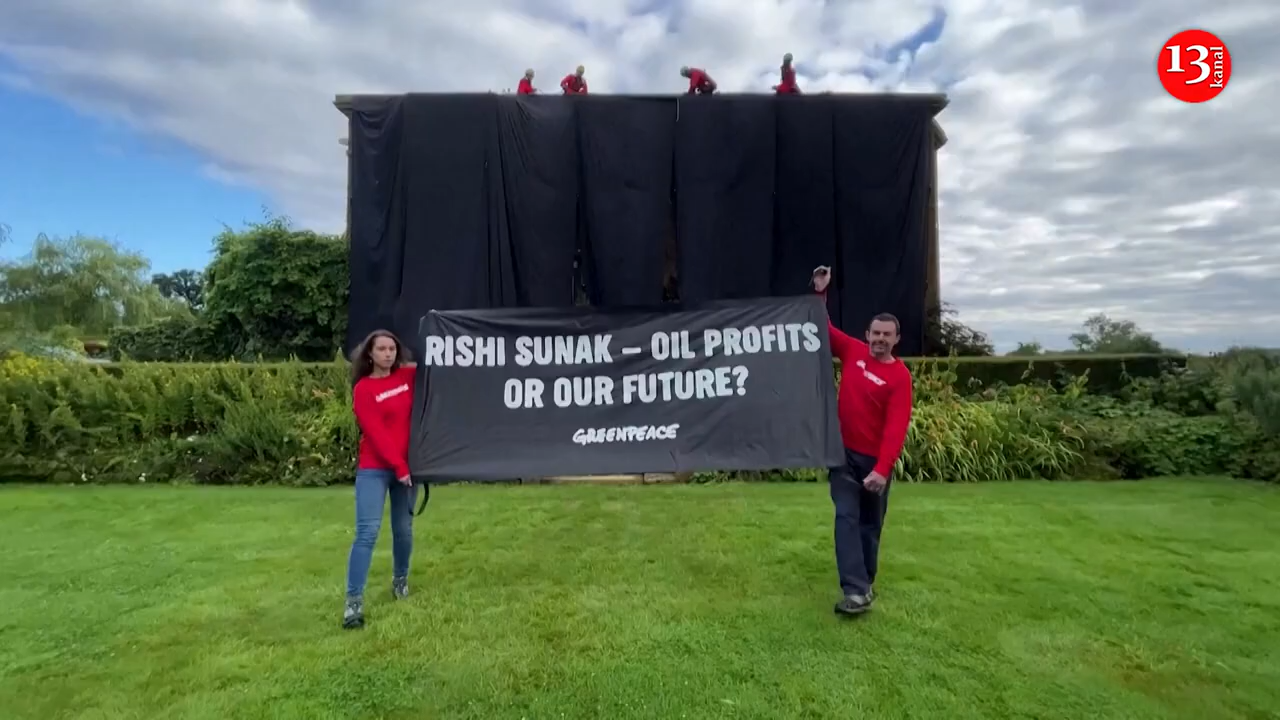 13
kanal
RISHI SUNAK – OIL PROFITS
OR OUR FUTURE?
GREENPEACE